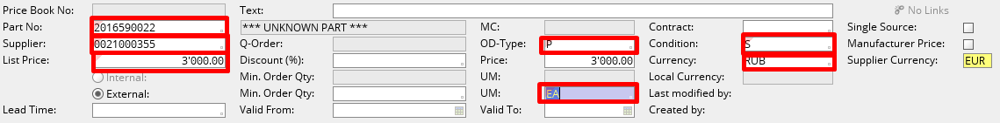 Price Book No: Text: No Links
Part No: 2016590022 *** UNKNOWN PART *** MC: Contract: Single Source:
Supplier: 0021000355 Q-Order: OD-Type: P Condition: S Manufacturer Price:
List Price: 3'000.00 Discount (%): Price: 3'000.00 Currency: RUB Supplier Currency: EUR
Internal: Min. Order Qty: UM: Local Currency:
External: Min. Order Qty: UM: EA Last modified by:
Lead Time: Valid From: Valid To: Created by: